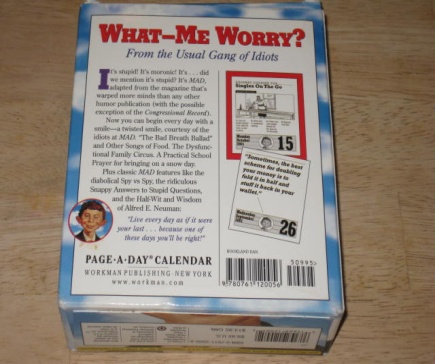 WHAT—ME WORRY?
From the Usual Gang of Idiots
It's stupid! It's moronic! It's . . . did
we mention it's stupid? It's MAD,
adapted from the magazine that's
warped more minds than any other
humor publication (with the possible
exception of the Congressional Record).
Now you can begin every day with a
smile—a twisted smile, courtesy of the
idiots at MAD. "The Bad Breath Ballad"
and Other Songs of Food. The Dysfunc-
tional Family Circus. A Practical School
Prayer for bringing on a snow day.
Plus classic MAD features like the
diabolical Spy vs Spy, the ridiculous
Snappy Answers to Stupid Questions,
and the Half-Wit and Wisdom
of Alfred E. Neuman:
"Live every day as if it were
your last . . . because one of
these days you'll be right!"
PAGE-A-DAY® CALENDAR
WORKMAN PUBLISHING • NEW YORK
www.workman.com
Singles On The Go
15
"Sometimes, the best
scheme for doubling
your money is to
fold it in half and
stuff it back in your
wallet."
26
BOOKLAND EAN
50995>
9 780761 120056